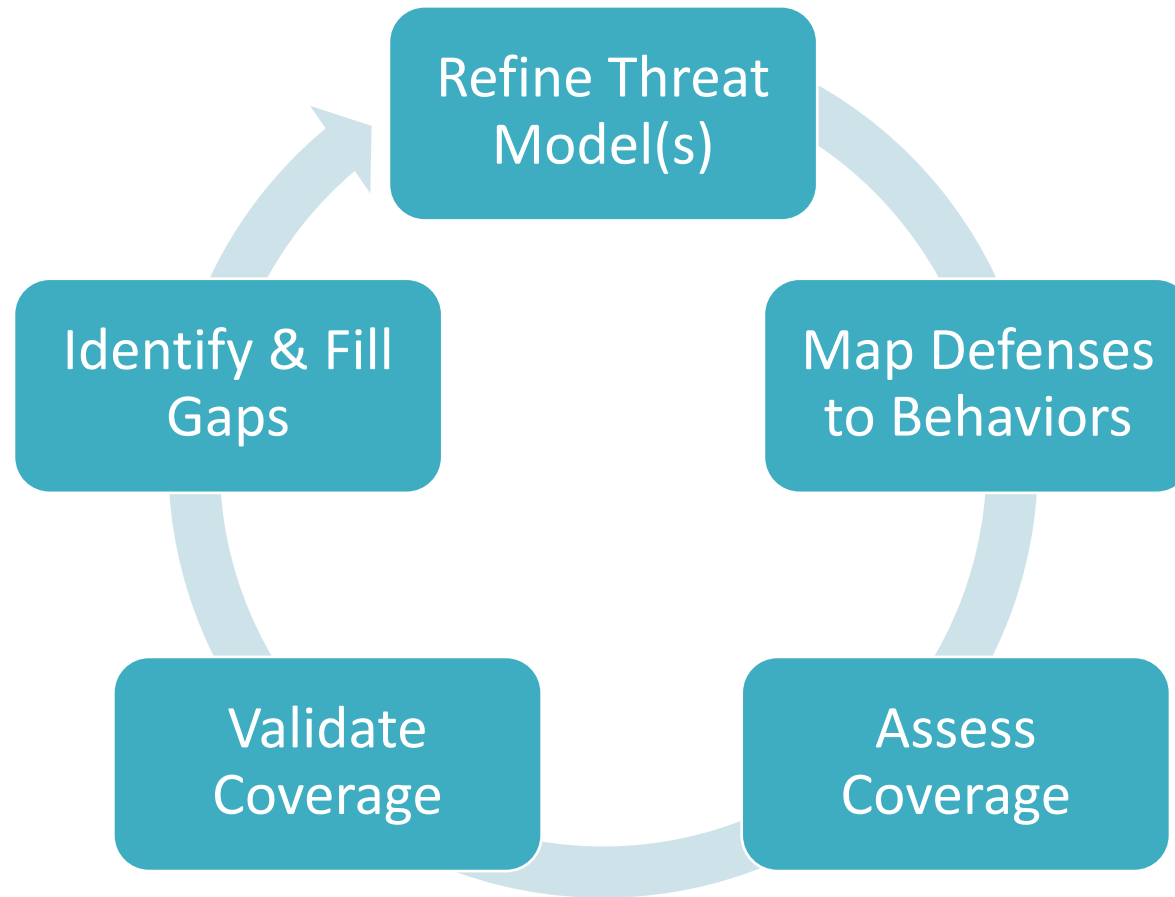 Refine Threat
Model(s)
Map Defenses
to Behaviors
Assess
Coverage
Validate
Coverage
Identify & Fill
Gaps